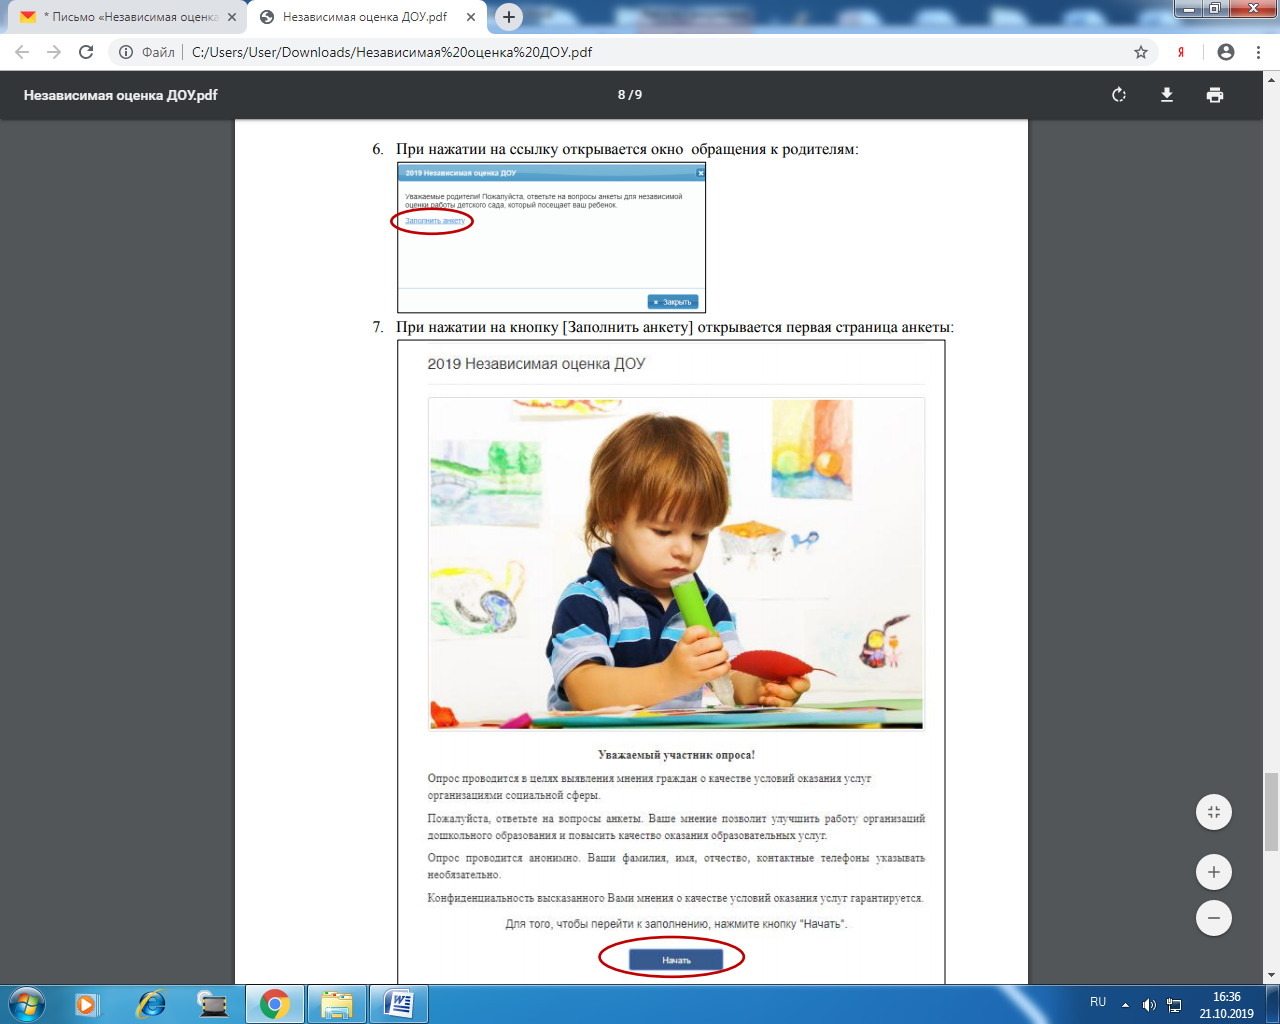 * Письмо «Независимая оценка
Независимая оценка ДОУ.pdf
Файл
C:/Users/User/Downloads/Независимая%20оценка%20ДОУ.pdf
Я
Независимая оценка ДОУ.pdf
8 / 9
6. При нажатии на ссылку открывается окно обращения к родителям:
2019 Независимая оценка ДОУ
Уважаемые родители! Пожалуйста, ответьте на вопросы анкеты для независимой
оценки работы детского сада, который посещает ваш ребенок.
Заполнить анкету
Закрыть
7. При нажатии на кнопку [Заполнить анкету] открывается первая страница анкеты:
2019 Независимая оценка ДОУ
Уважаемый участник опроса!
Опрос проводится в целях выявления мнения граждан о качестве условий оказания услуг
организациями социальной сферы.
Пожалуйста, ответьте на вопросы анкеты. Ваше мнение позволит улучшить работу организаций
дошкольного образования и повысить качество оказания образовательных услуг.
Опрос проводится анонимно. Ваши фамилия, имя, отчество, контактные телефоны указывать
необязательно.
Конфиденциальность высказанного Вами мнения о качестве условий оказания услуг гарантируется.
Для того, чтобы перейти к заполнению, нажмите кнопку "Начать".
Начать
RU
16:36
21.10.2019